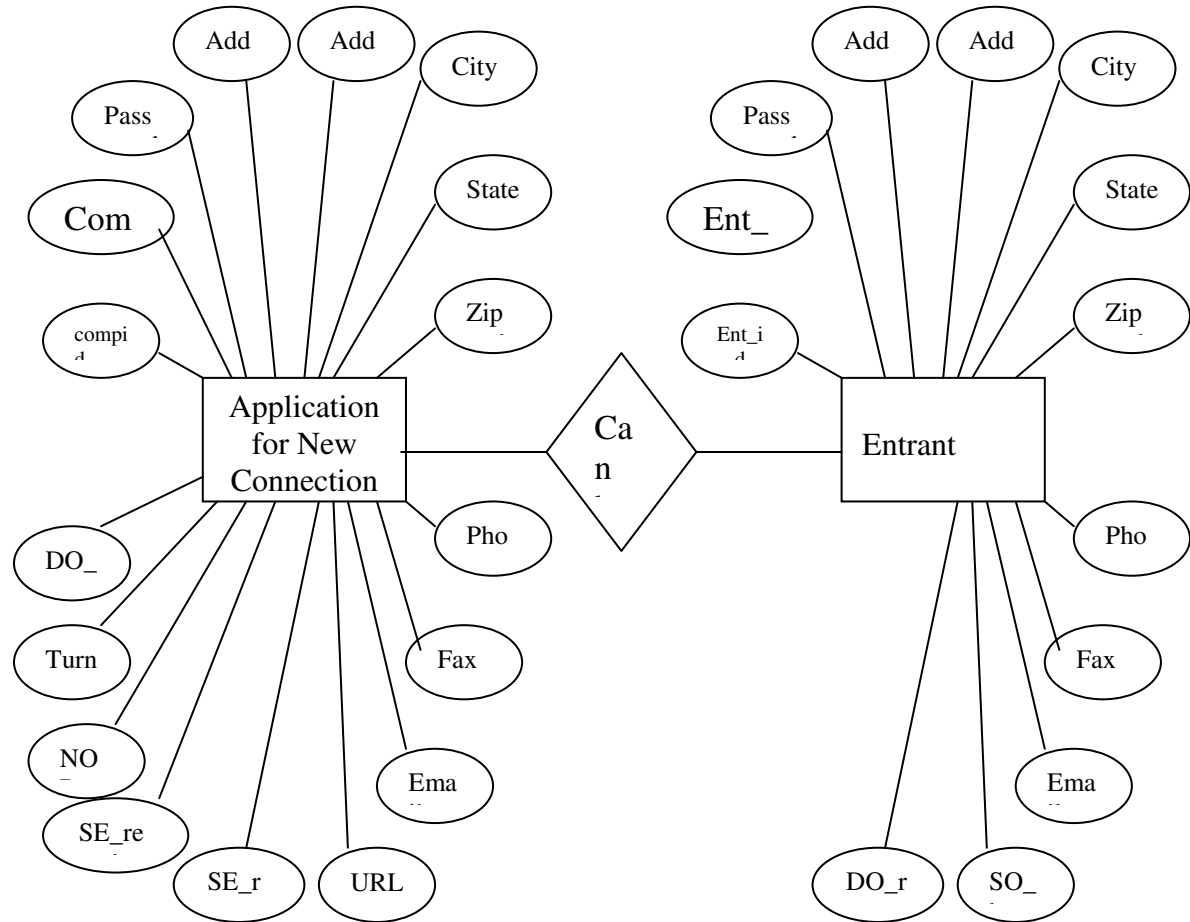 Add
Add
City
Pass
State
Com
compi
Zip
Application
for New
Connection
Ca
n
Pho
DO_
Turn
Fax
NO
Ema
SE_re
SE_r
URL
Add
Add
City
Pass
State
Ent_
Ent_i
Zip
Entrant
Pho
Fax
Ema
DO_r
SO_